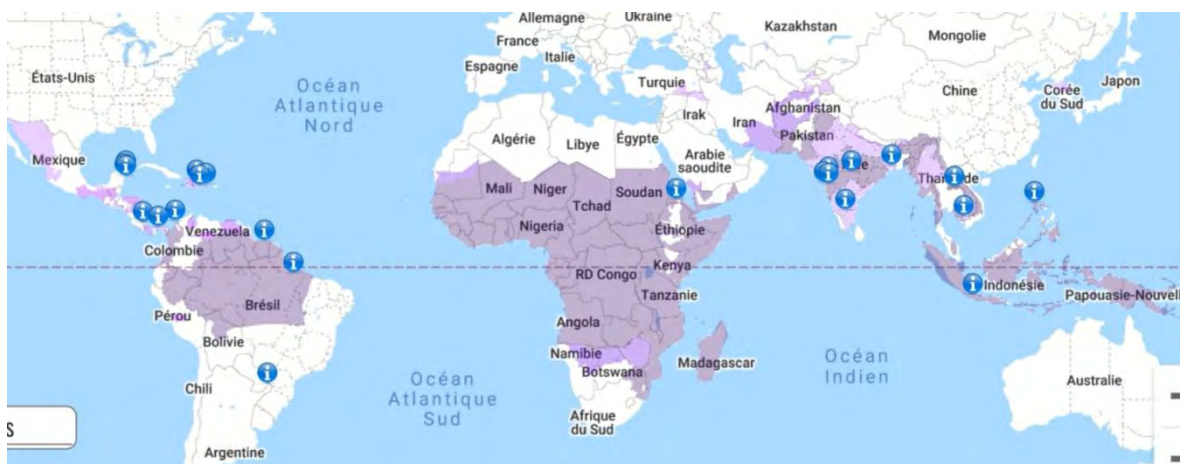 Allemagne
Ukraine
Kazakhstan
Mongolie
France
Italie
Espagne
Turquie
États-Unis
Océan
Atlantique
Nord
Chine
Corée
du Sud
Japon
Afghanistan
Irak
Iran
Pakistan
Algérie
Libye
Égypte
Arabie
saoudite
Mexique
Mali
Niger
Soudan
Tchad
Nigeria
Éthiopie
Venezuela
Colombie
RD Congo
Kenya
Tanzanie
Indonésie
Papouasie-Nouvell
Brésil
Pérou
Bolivie
Angola
Namibie
Botswana
Madagascar
Océan
Indien
Australie
Chili
Océan
Atlantique
Sud
Afrique
du Sud
Argentine
s